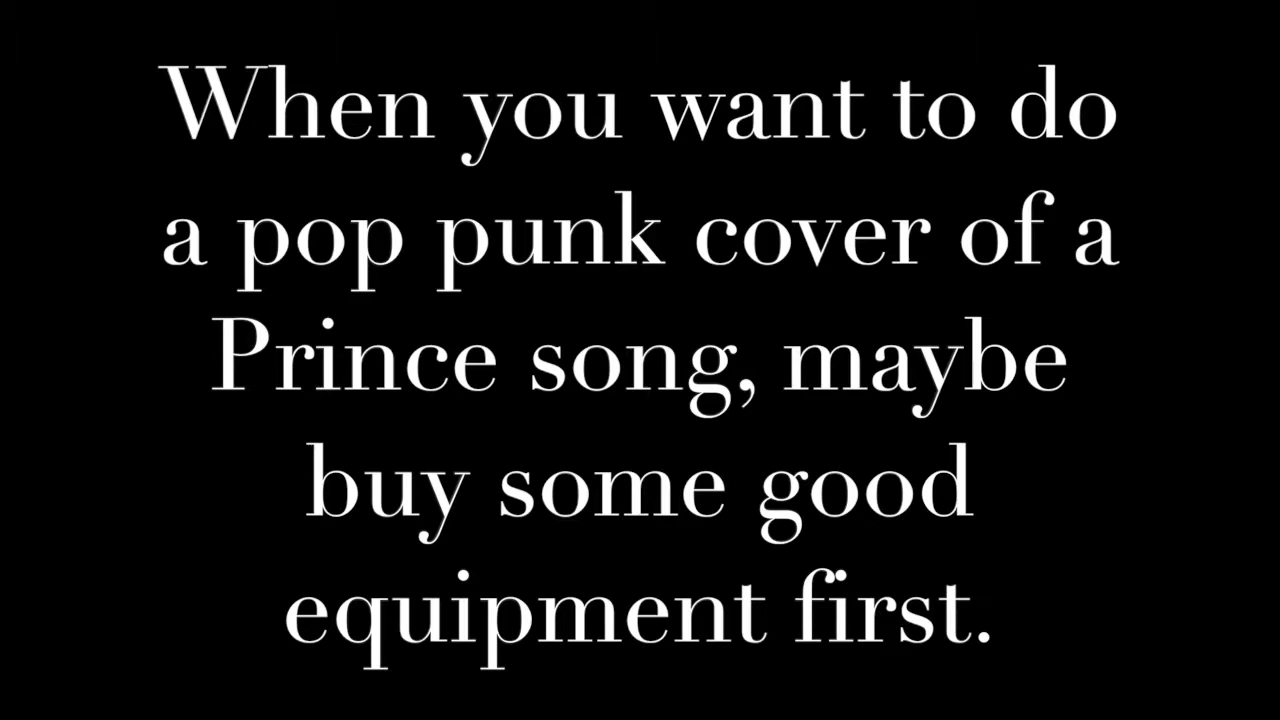 When you want to do
a pop punk cover of a
Prince song, maybe
buy some good
equipment first.